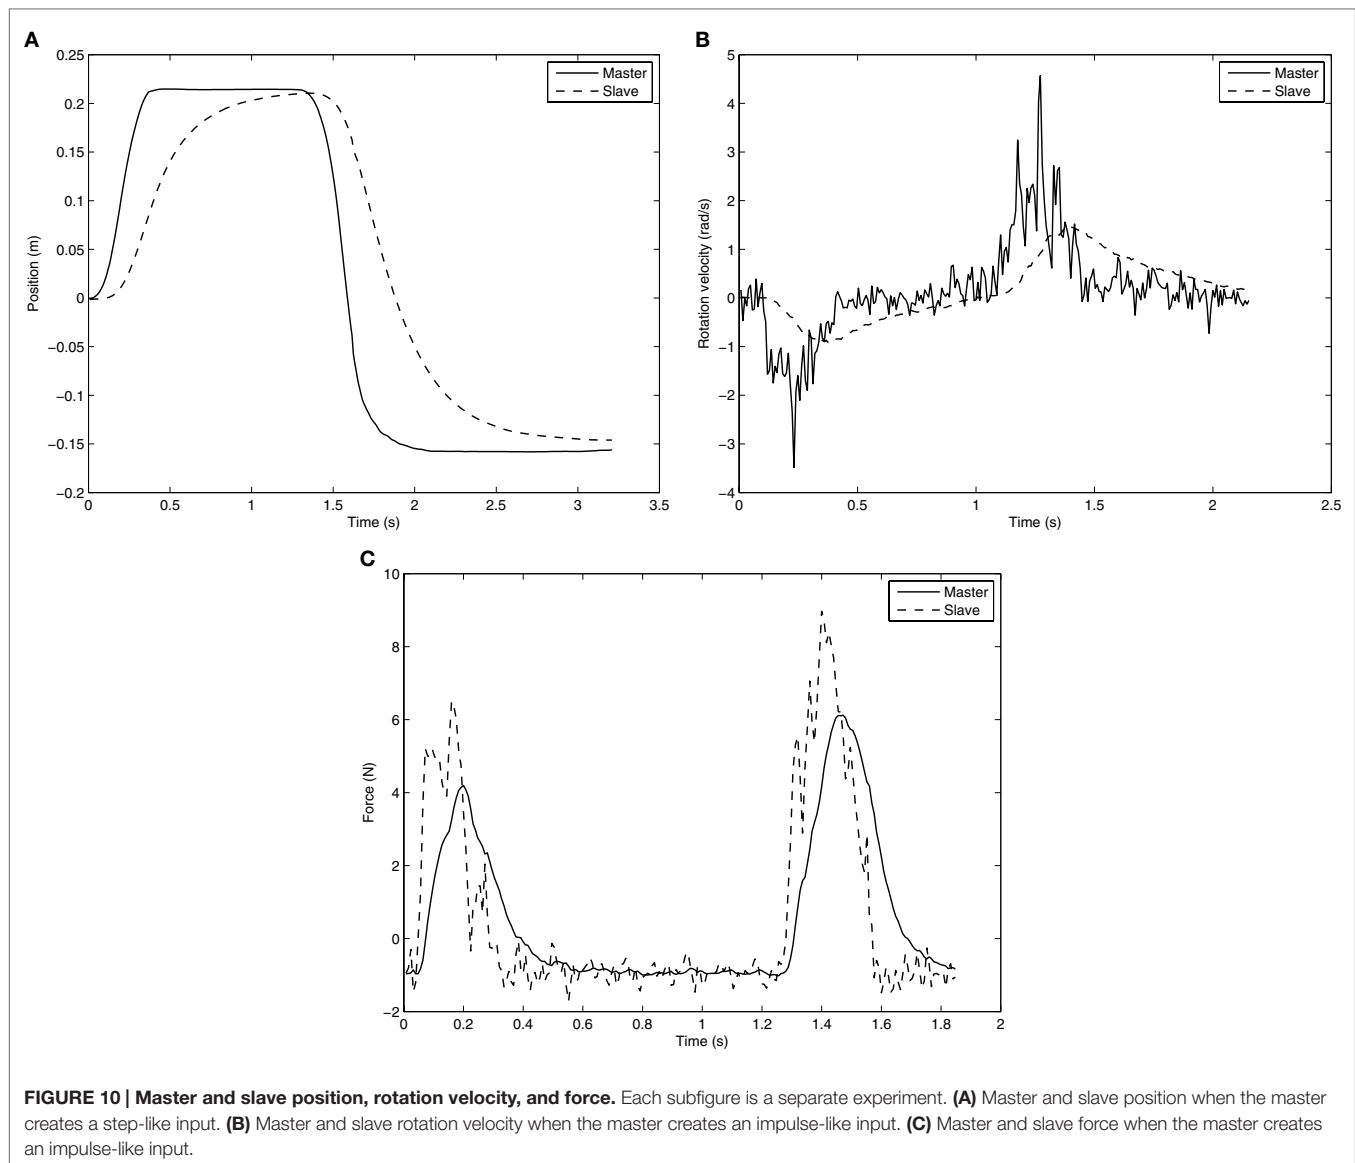 A
0.25
0.2
0.15
0.1
0.05
0
−0.05
−0.1
−0.15
−0.2
Position (m)
0 0.5 1 1.5 2 2.5 3 3.5
Time (s)
Master
Slave
B
5
4
3
2
1
0
−1
−2
−3
−4
Rotation velocity (rad/s)
0 0.5 1 1.5 2 2.5
Time (s)
Master
Slave
C
10
8
6
4
2
0
−2
Force (N)
0 0.2 0.4 0.6 0.8 1 1.2 1.4 1.6 1.8 2
Time (s)
Master
Slave
FIGURE 10 | Master and slave position, rotation velocity, and force. Each subfigure is a separate experiment. (A) Master and slave position when the master
creates a step-like input. (B) Master and slave rotation velocity when the master creates an impulse-like input. (C) Master and slave force when the master creates
an impulse-like input.